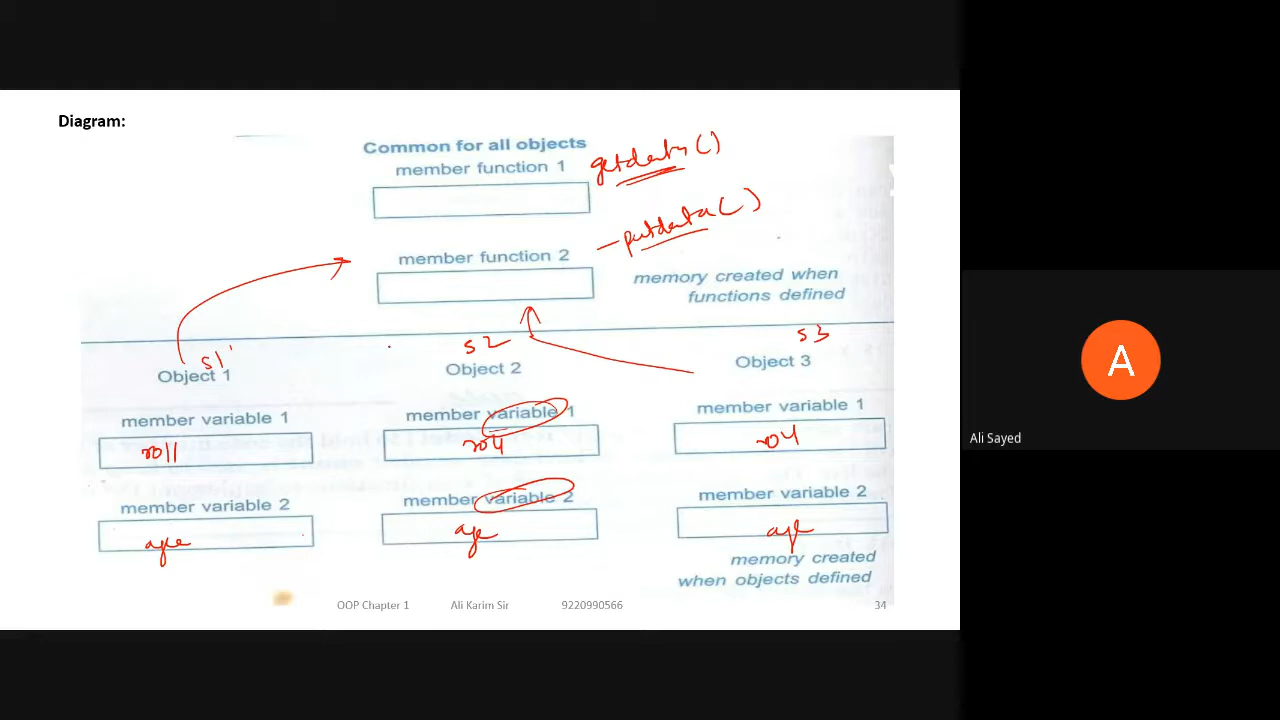 Diagram:
Common for all objects
member function 1
getdata()
putdata()
member function 2
memory created when
functions defined
s1 s2 s3
Object 1 Object 2 Object 3
member variable 1 member variable 1 member variable 1
roll roll roll
member variable 2 member variable 2 member variable 2
age age age
memory created
when objects defined
OOP Chapter 1 Ali Karim Sir 9220990566 34
A
Ali Sayed